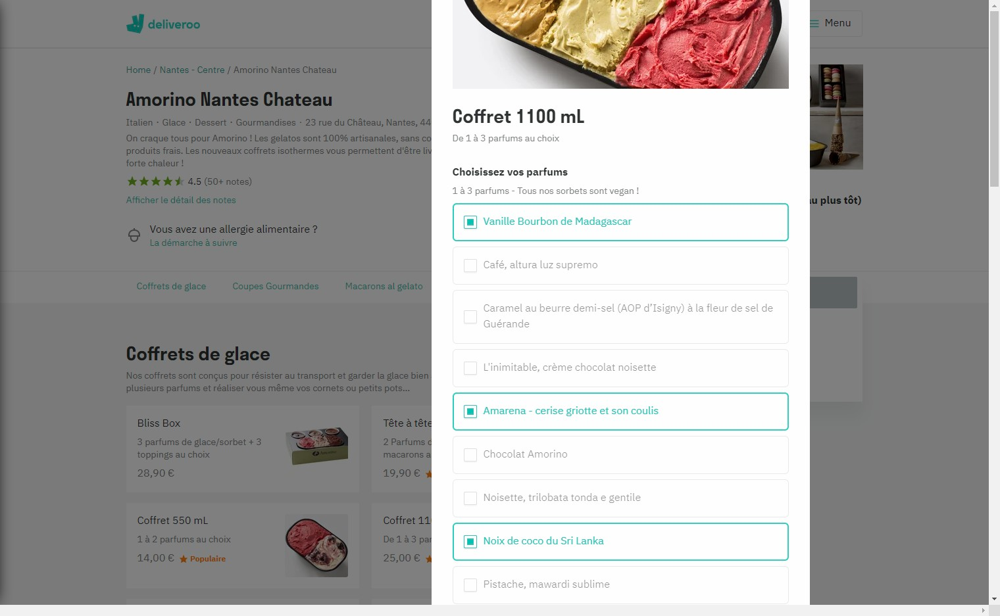 deliveroo
Menu
Home / Nantes - Centre / Amorino Nantes Chateau
Amorino Nantes Chateau
Italien · Glace · Dessert · Gourmandises · 23 rue du Château, Nantes, 44
On craque tous pour Amorino ! Les gelatos sont 100% artisanales, sans
produits frais. Les nouveaux coffrets isothermes vous permettent d'être
forte chaleur !
4.5 (50+ notes)
Afficher le détail des notes
Vous avez une allergie alimentaire ?
La démarche à suivre
plus tôt)
Coffrets de glace
Coupes Gourmandes
Macarons al gelato
Coffrets de glace
Nos coffrets sont conçus pour résister au transport et garder la glace bien
plusieurs parfums et réaliser vous même vos cornets ou petits pots...
Bliss Box
3 parfums de glace/sorbet + 3
toppings au choix
28,90 €
Tête à tête
2 Parfums
macarons
19,90 €
Coffret 550 mL
1 à 2 parfums au choix
14,00 € Populaire
Coffret
De 1 à 3
25,00 €
Coffret 1100 mL
De 1 à 3 parfums au choix
Choisissez vos parfums
1 à 3 parfums - Tous nos sorbets sont vegan !
Vanille Bourbon de Madagascar
Café, altura luz supremo
Caramel au beurre demi-sel (AOP d’Isigny) à la fleur de sel de
Guérande
L'inimitable, crème chocolat noisette
Amarena - cerise griotte et son coulis
Chocolat Amorino
Noisette, trilobata tonda e gentile
Noix de coco du Sri Lanka
Pistache, mawardi sublime